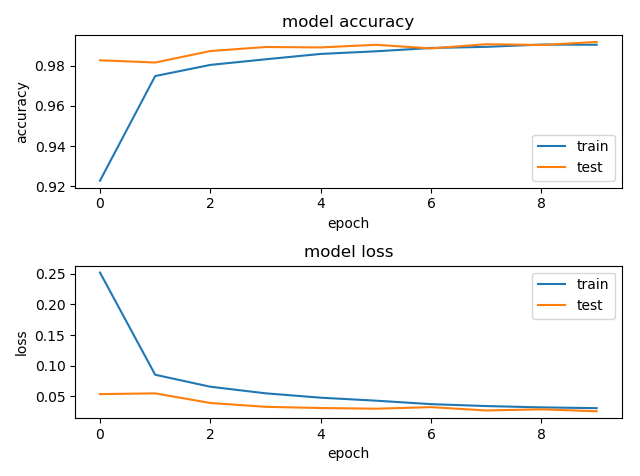 model accuracy
0.98
0.96
0.94
0.92
accuracy
train
test
0 2 4 6 8
epoch
model loss
0.25
0.20
0.15
0.10
0.05
loss
train
test
0 2 4 6 8
epoch